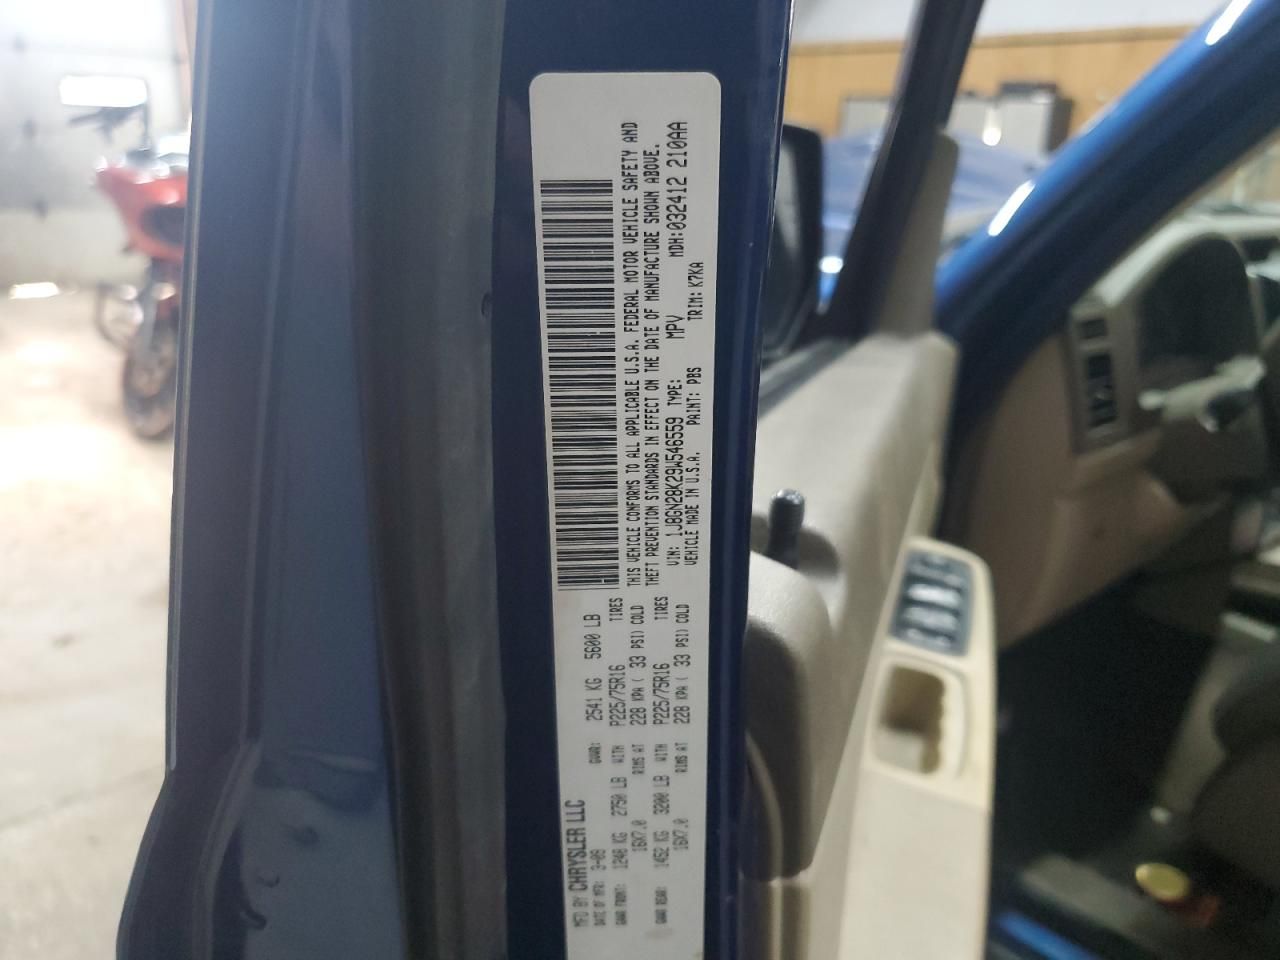 MFD BY CHRYSLER LLC
DATE OF MFR: 3-09 GVWR: 2541 KG 5600 LB
GAWR FRONT: 1248 KG 2750 LB WITH P225/75R16 TIRES
16X7.0 RIMS AT 228 KPA ( 33 PSI) COLD
GAWR REAR: 1452 KG 3200 LB WITH P225/75R16 TIRES
16X7.0 RIMS AT 228 KPA ( 33 PSI) COLD
THIS VEHICLE CONFORMS TO ALL APPLICABLE U.S.A. FEDERAL MOTOR VEHICLE SAFETY AND
THEFT PREVENTION STANDARDS IN EFFECT ON THE DATE OF MANUFACTURE SHOWN ABOVE.
VIN: 1J8GN28K29W546559 TYPE: MPV MDH:032412 210AA
VEHICLE MADE IN U.S.A. PAINT: PBS TRIM: K7KA